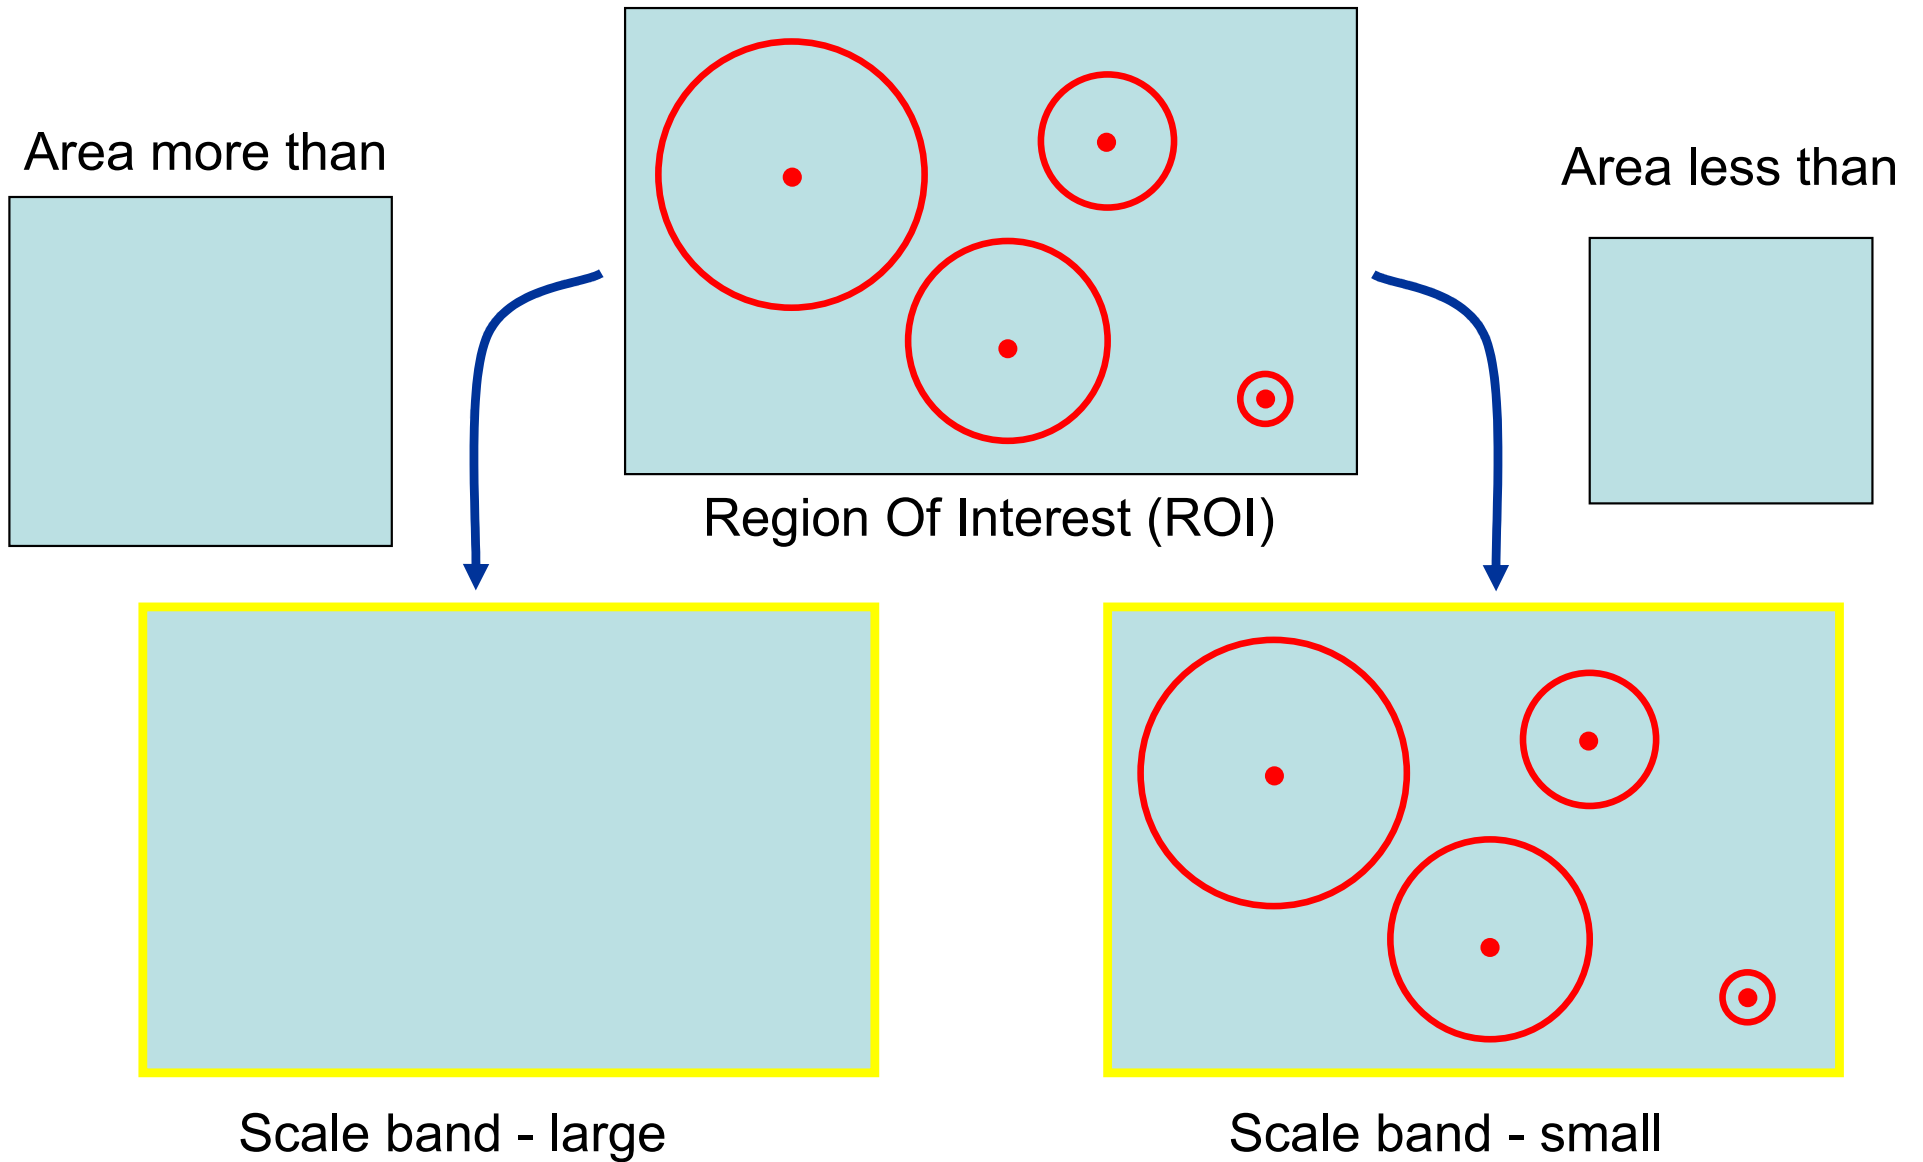 Area more than
Area less than
Region Of Interest (ROI)
Scale band - large
Scale band - small